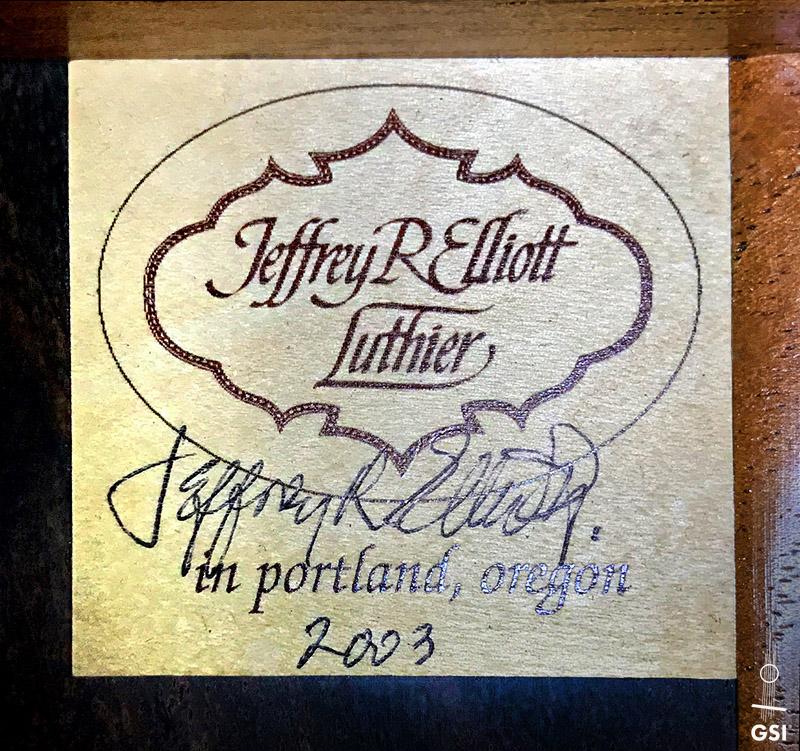 Jeffrey R Elliott
Luthier
Jeffrey R Elliott
in portland, oregon
2003
GSI